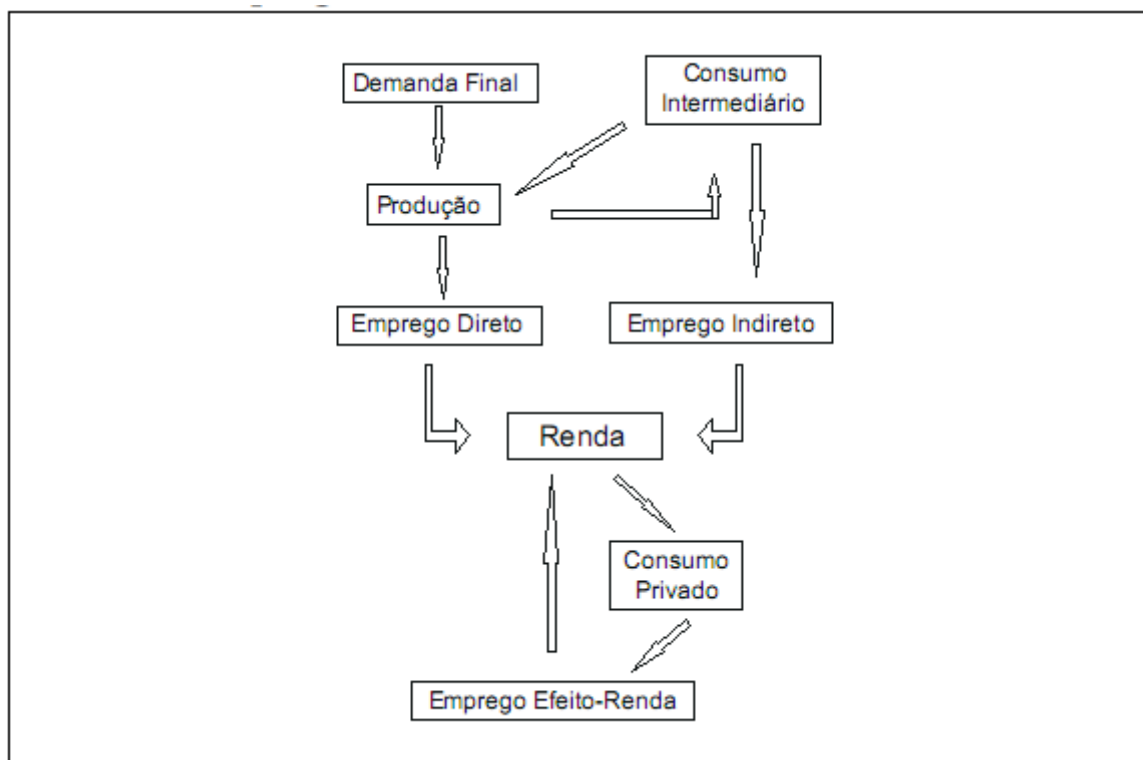 Demanda Final
Consumo
Intermediário
Produção
Emprego Direto
Emprego Indireto
Renda
Consumo
Privado
Emprego Efeito-Renda